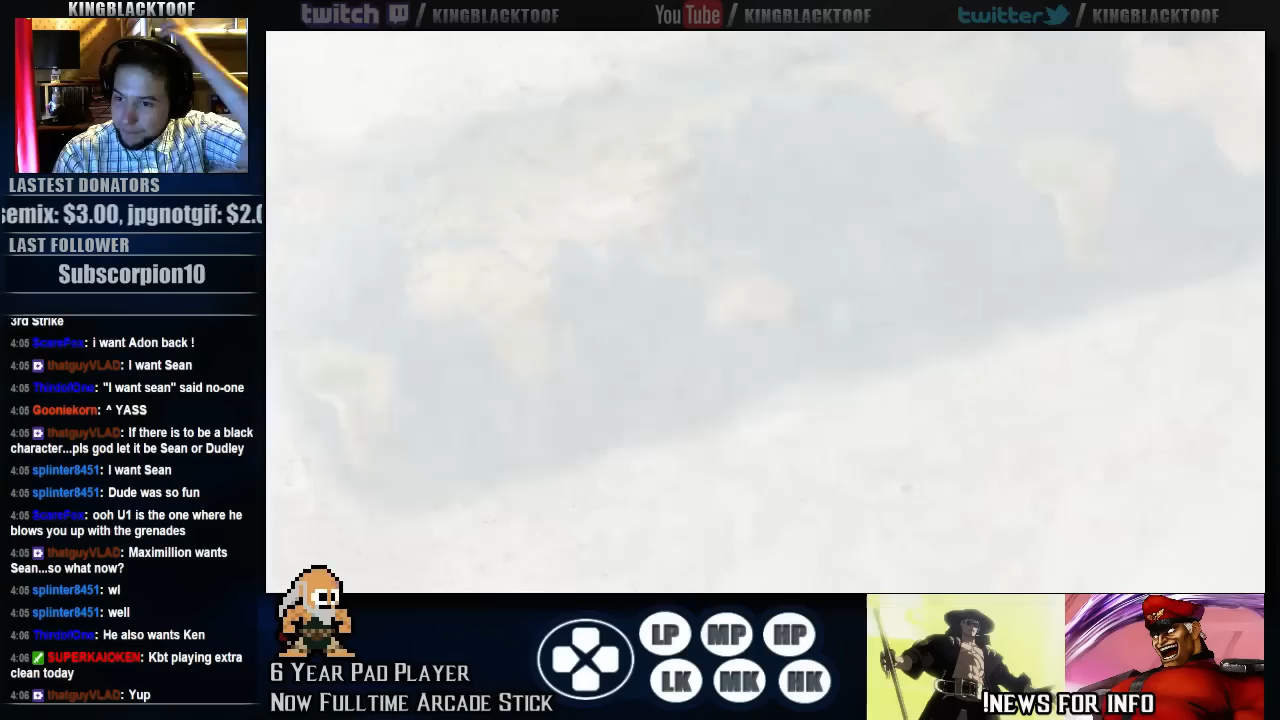 KINGBLACKTOOF
twitch / KINGBLACKTOOF
YouTube / KINGBLACKTOOF
twitter / KINGBLACKTOOF
LASTEST DONATORS
semix: $3.00, jpgnotgif: $2.0
LAST FOLLOWER
Subscorpion10
3rd Strike
4:05 : i want Adon back !
4:05 thatguyVLAD: I want Sean
4:05 : "I want sean" said no-one
4:05 Gooniekorn: ^ YASS
4:05 thatguyVLAD: If there is to be a black
character...pls god let it be Sean or Dudley
4:05 splinter8451: I want Sean
4:05 splinter8451: Dude was so fun
4:05 : ooh U1 is the one where he
blows you up with the grenades
4:05 thatguyVLAD: Maximillion wants
Sean...so what now?
4:05 splinter8451: wl
4:05 splinter8451: well
4:06 : He also wants Ken
4:06 SUPERKAIOKEN: Kbt playing extra
clean today
4:06 thatguyVLAD: Yup
6 YEAR PAD PLAYER
NOW FULLTIME ARCADE STICK
LP MP HP
LK MK HK
!NEWS FOR INFO